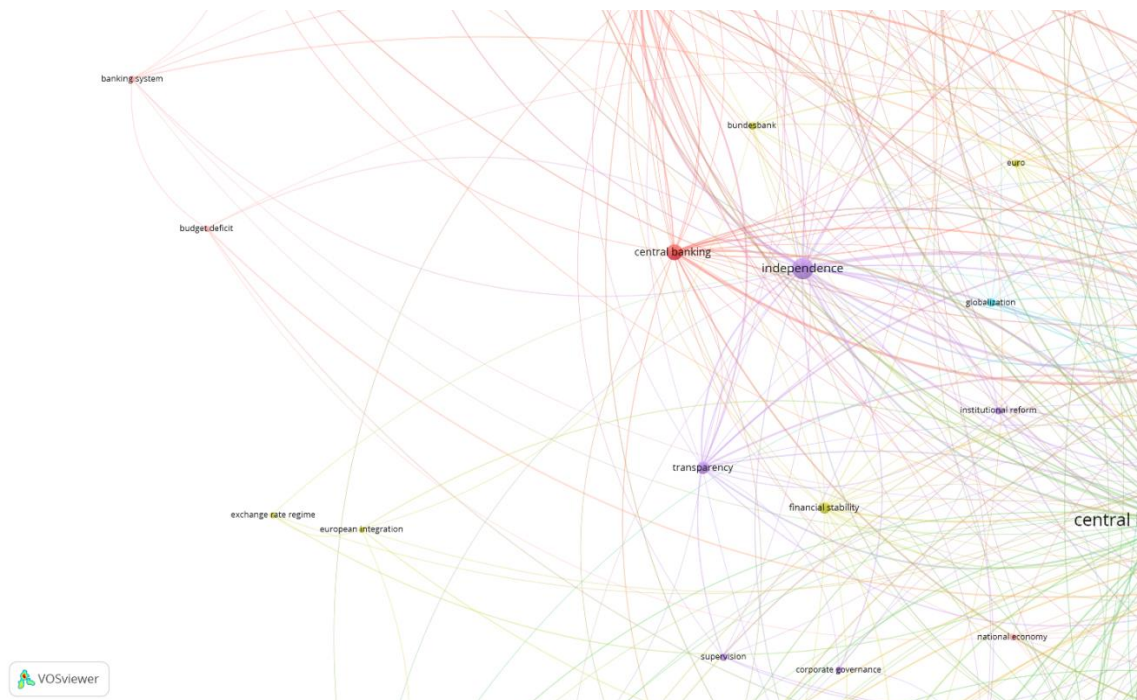 banking system
bundesbank
euro
budget deficit
central banking
independence
globalization
institutional reform
transparency
financial stability
exchange rate regime
european integration
central
national economy
supervision
corporate governance
VOSviewer